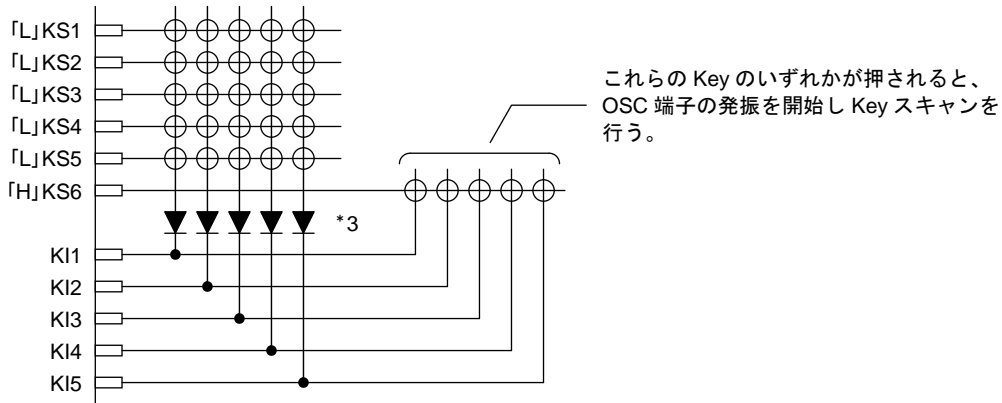 「L」KS1
「L」KS2
「L」KS3
「L」KS4
「L」KS5
「H」KS6
これらの Key のいずれかが押されると、
OSC 端子の発振を開始し Key スキャンを
行う。
*3
KI1
KI2
KI3
KI4
KI5